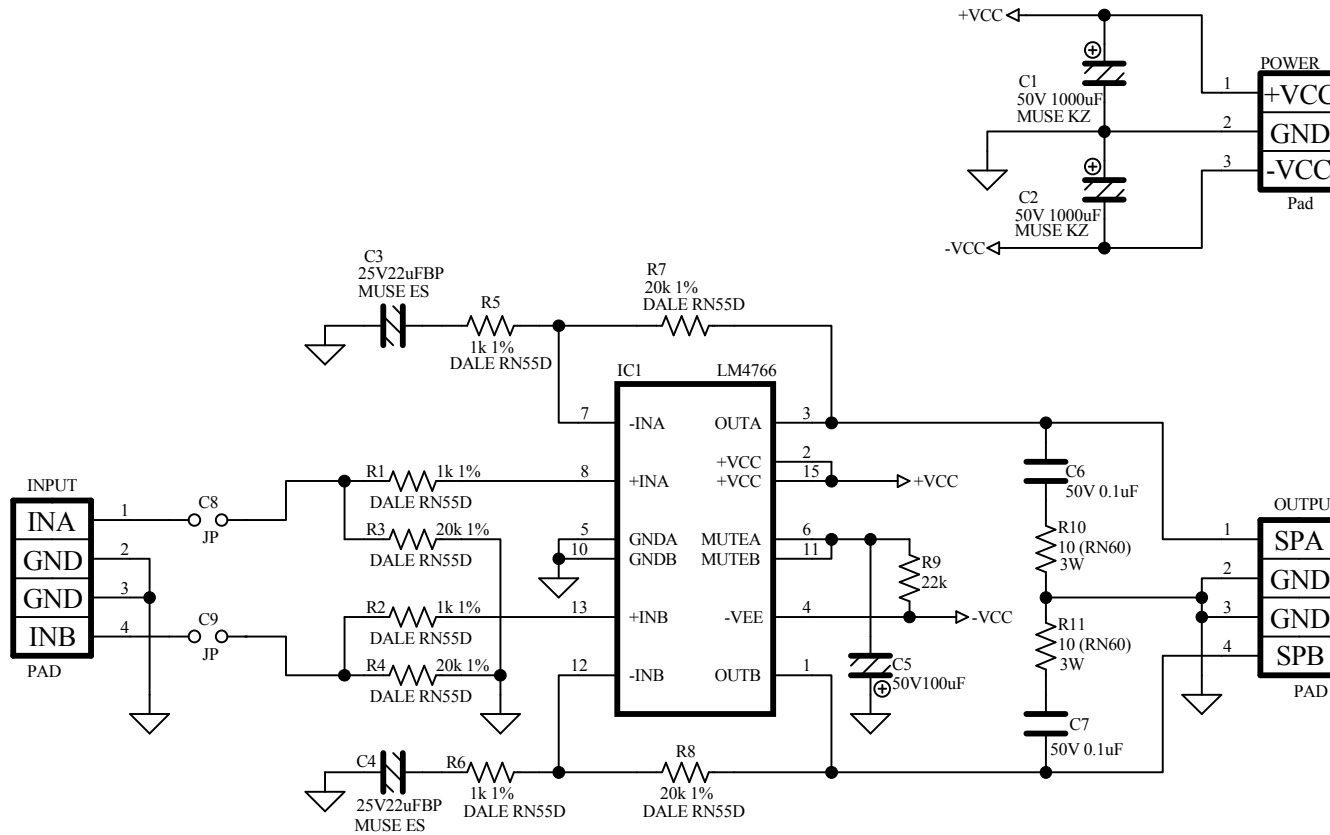 +VCC
POWER
C1
50V 1000uF
MUSE KZ
1
+VCC
2
GND
3
-VCC
Pad
C2
50V 1000uF
MUSE KZ
-VCC
C3
25V22uFBP
MUSE ES
R5
1k 1%
DALE RN55D
R7
20k 1%
DALE RN55D
IC1
LM4766
7
-INA
OUTA
3
+VCC
2
8
+INA
+VCC
15
+VCC
5
GNDA
MUTEA
6
10
GNDB
MUTEB
11
13
+INB
-VEE
4
-VCC
12
-INB
OUTB
1
R1
1k 1%
DALE RN55D
R3
20k 1%
DALE RN55D
R2
1k 1%
DALE RN55D
R4
20k 1%
DALE RN55D
INPUT
INA
1
GND
2
GND
3
INB
4
PAD
C8
JP
C9
JP
R9
22k
C5
50V100uF
C6
50V 0.1uF
R10
10 (RN60)
3W
R11
10 (RN60)
3W
C7
50V 0.1uF
OUTPU
1
SPA
2
GND
3
GND
4
SPB
PAD
C4
25V22uFBP
MUSE ES
R6
1k 1%
DALE RN55D
R8
20k 1%
DALE RN55D